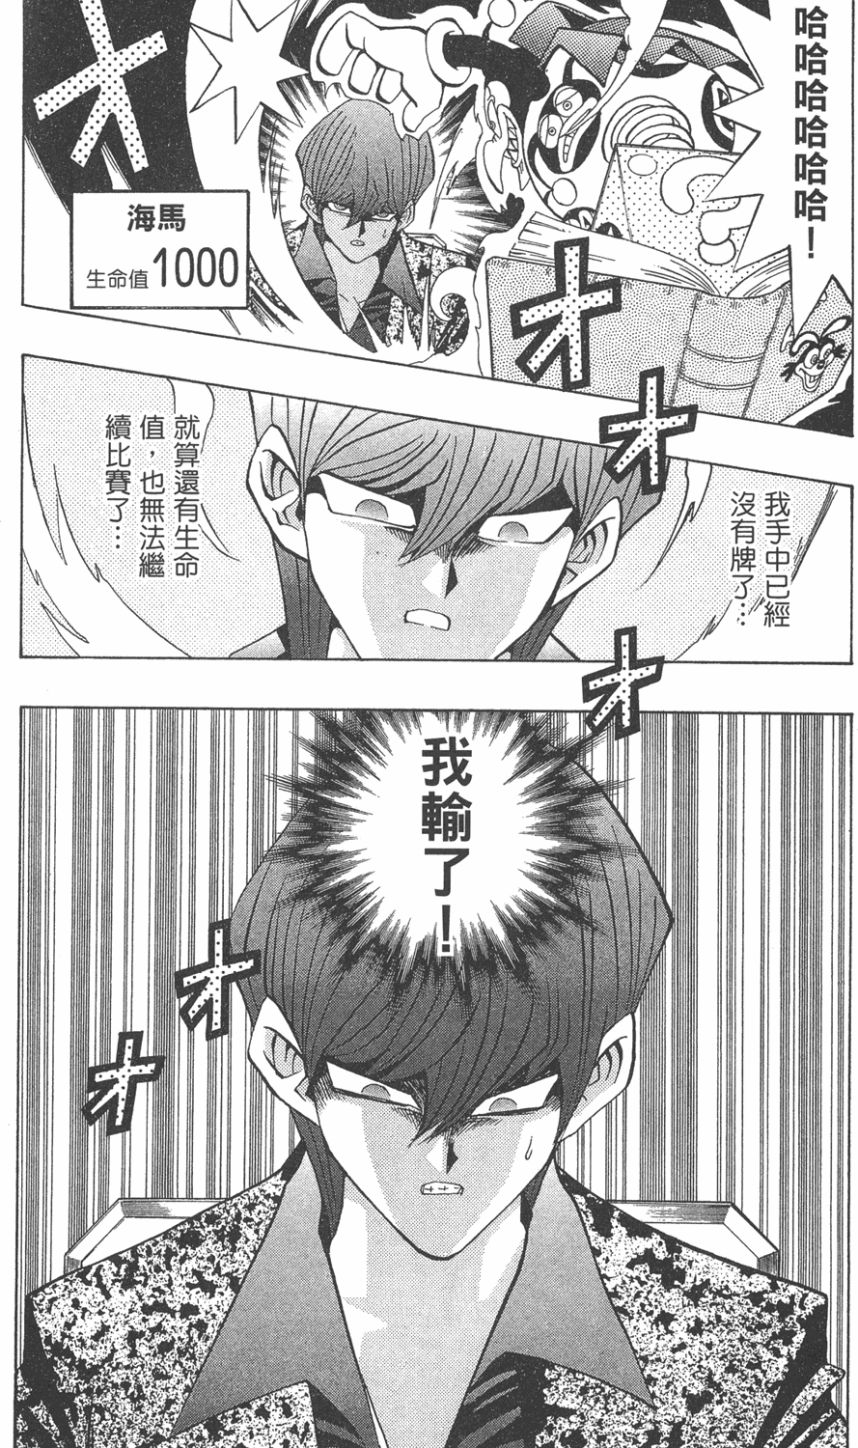 哈哈哈哈哈哈！
海馬
生命值1000
オ
オ
オ
我手中已經
沒有牌了…
就算還有生命
值，也無法繼
續比賽了…
オ
我輸了！
オ
オ